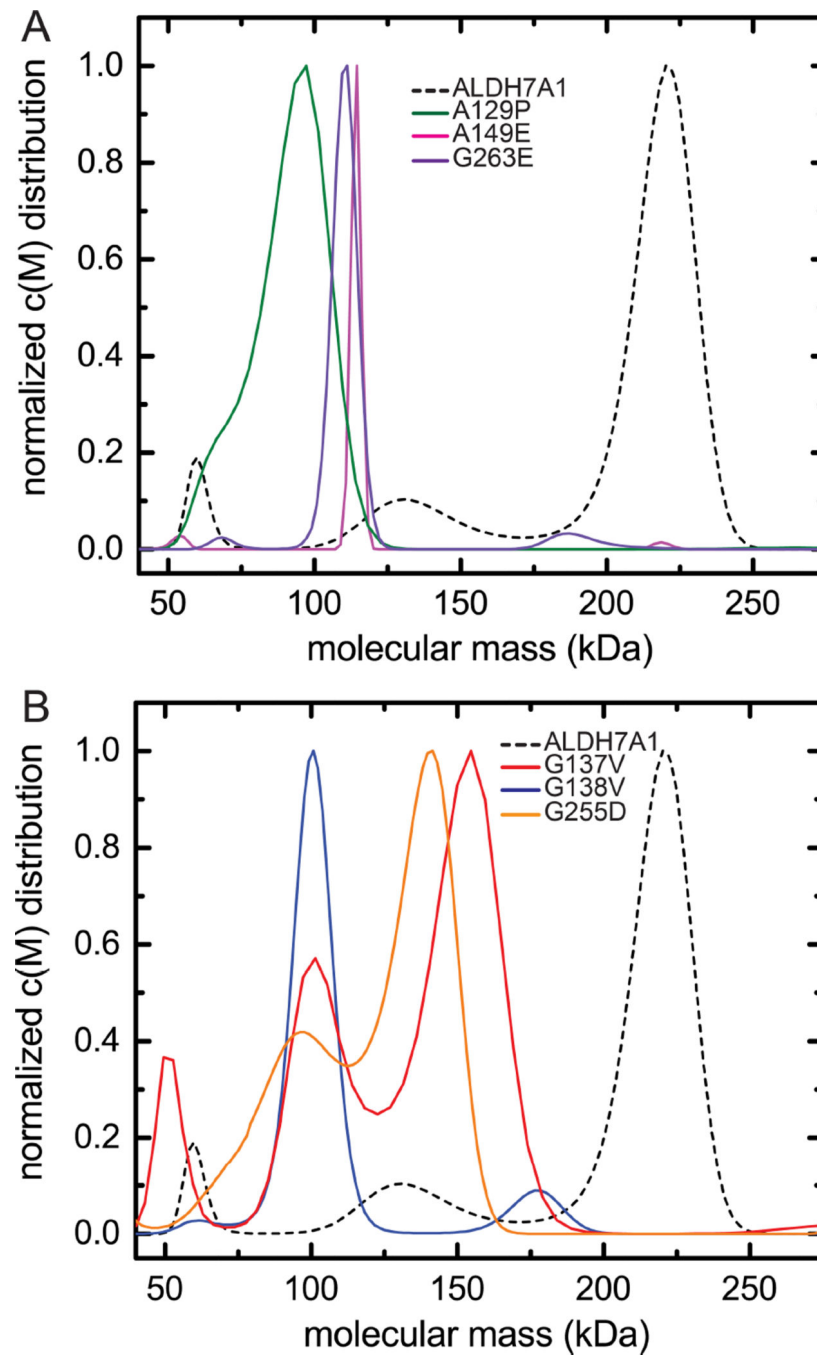 A
ALDH7A1
A129P
A149E
G263E
normalized c(M) distribution
1.0
0.8
0.6
0.4
0.2
0.0
50 100 150 200 250
molecular mass (kDa)
B
ALDH7A1
G137V
G138V
G255D
normalized c(M) distribution
1.0
0.8
0.6
0.4
0.2
0.0
50 100 150 200 250
molecular mass (kDa)